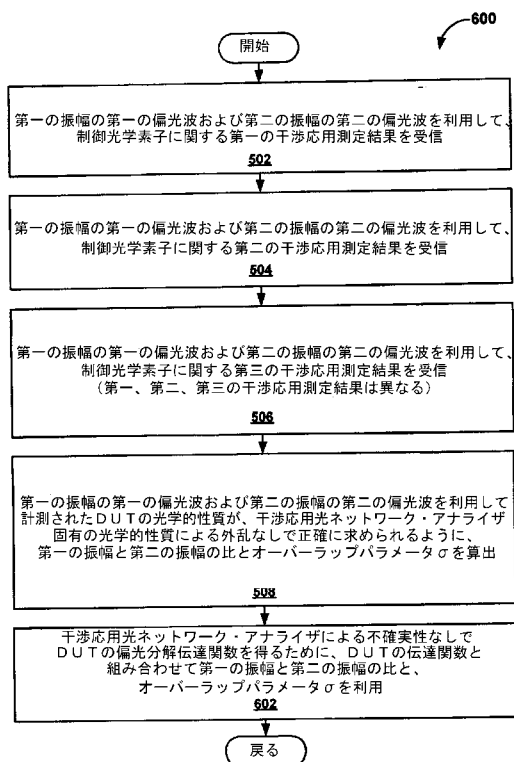 600
開始
第一の振幅の第一の偏光波および第二の振幅の第二の偏光波を利用して、
制御光学素子に関する第一の干渉応用測定結果を受信
502
第一の振幅の第一の偏光波および第二の振幅の第二の偏光波を利用して、
制御光学素子に関する第二の干渉応用測定結果を受信
504
第一の振幅の第一の偏光波および第二の振幅の第二の偏光波を利用して、
制御光学素子に関する第三の干渉応用測定結果を受信
(第一、第二、第三の干渉応用測定結果は異なる)
506
第一の振幅の第一の偏光波および第二の振幅の第二の偏光波を利用して
計測されたDUTの光学的性質が、干渉応用光ネットワーク・アナライザ
固有の光学的性質による外乱なしで正確に求められるように、
第一の振幅と第二の振幅の比とオーバーラップパラメータσを算出
508
干渉応用光ネットワーク・アナライザによる不確実性なしで
DUTの偏光分解伝達関数を得るために、DUTの伝達関数と
組み合わせて第一の振幅と第二の振幅の比と、
オーバーラップパラメータσを利用
602
戻る